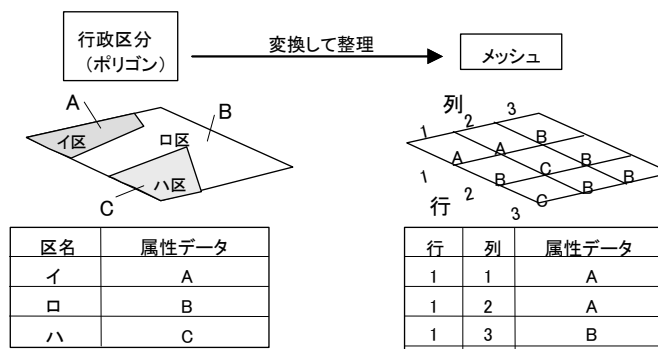 行政区分
（ポリゴン）
変換して整理
メッシュ
A
B
イ区
ロ区
ハ区
C
列
1 2 3
A A B
B C B
C B B
1
2
3
行
区名 属性データ
イ A
ロ B
ハ C
行 列 属性データ
1 1 A
1 2 A
1 3 B